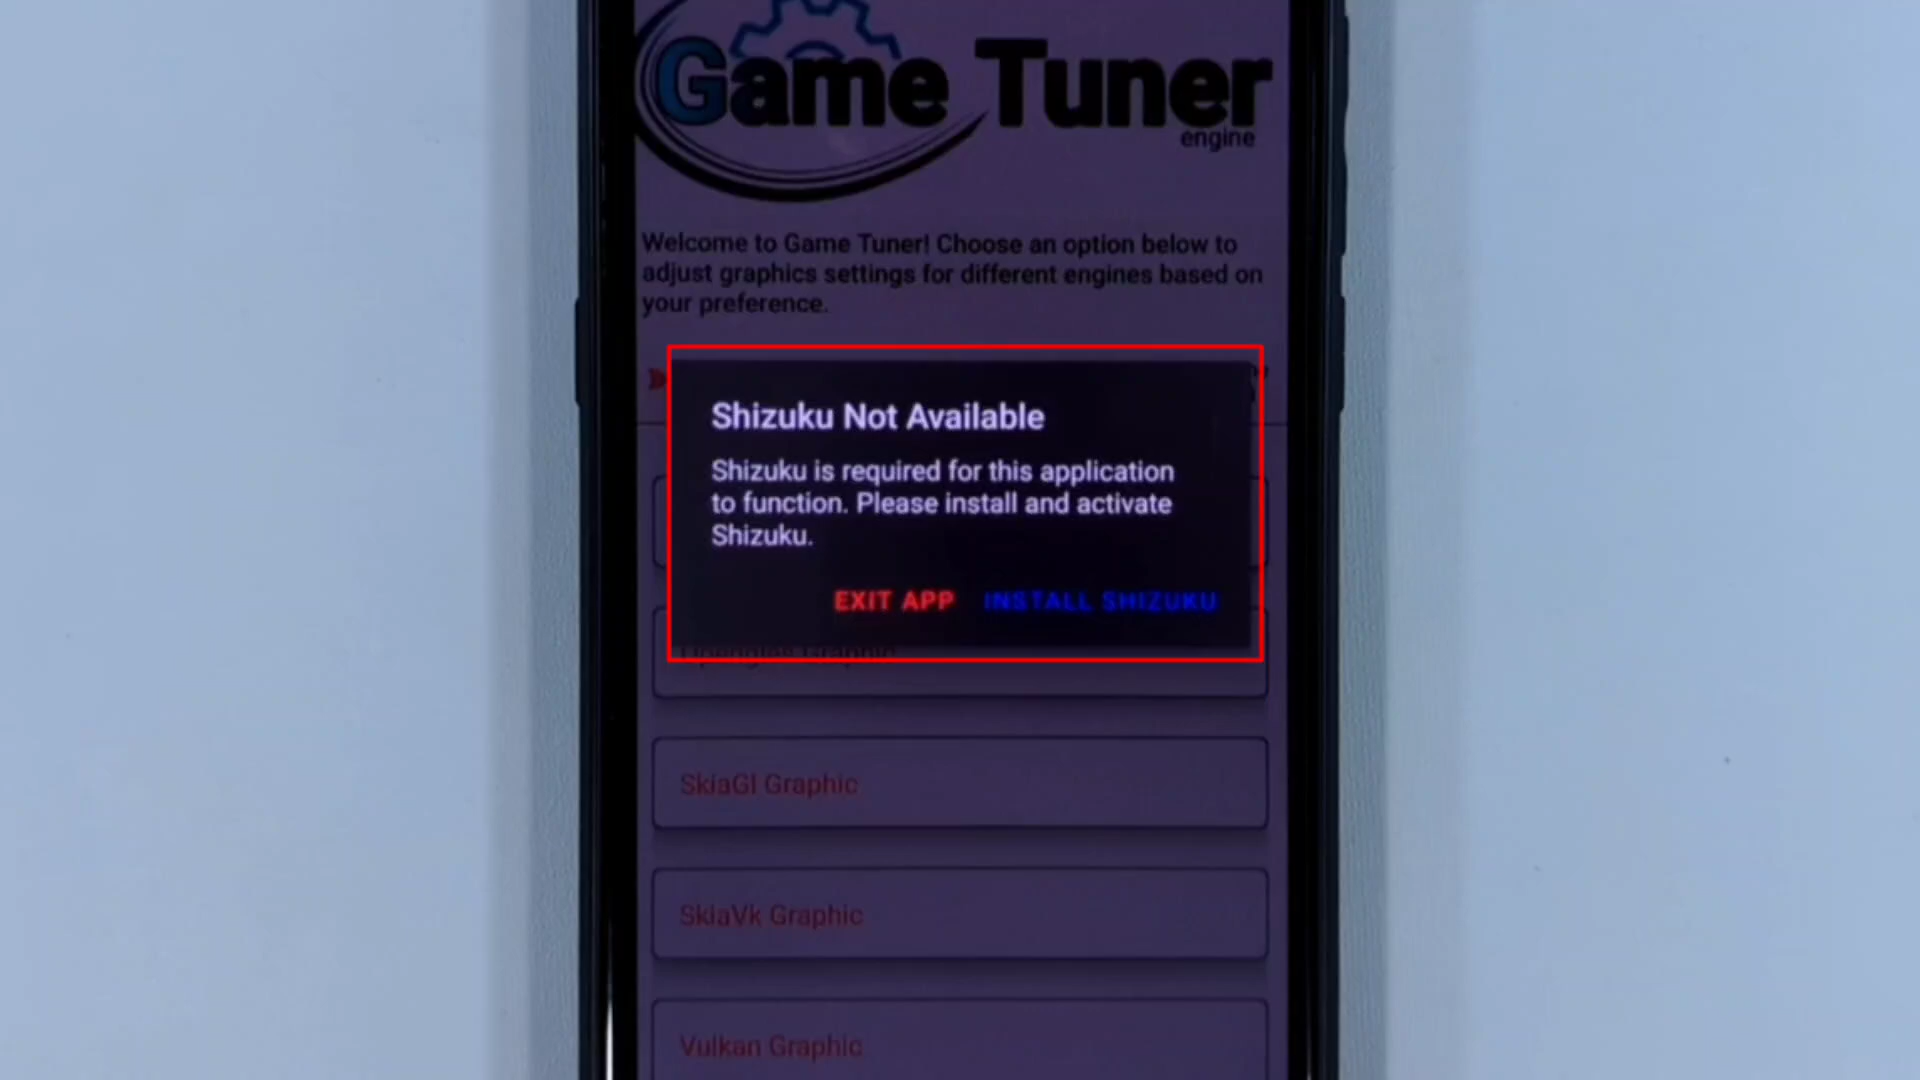 Game Tuner
engine
Welcome to Game Tuner! Choose an option below to
adjust graphics settings for different engines based on
your preference.
Shizuku Not Available
Shizuku is required for this application
to function. Please install and activate
Shizuku.
EXIT APP INSTALL SHIZUKU
Graphic
SkiaGl Graphic
SkiaVk Graphic
Vulkan Graphic